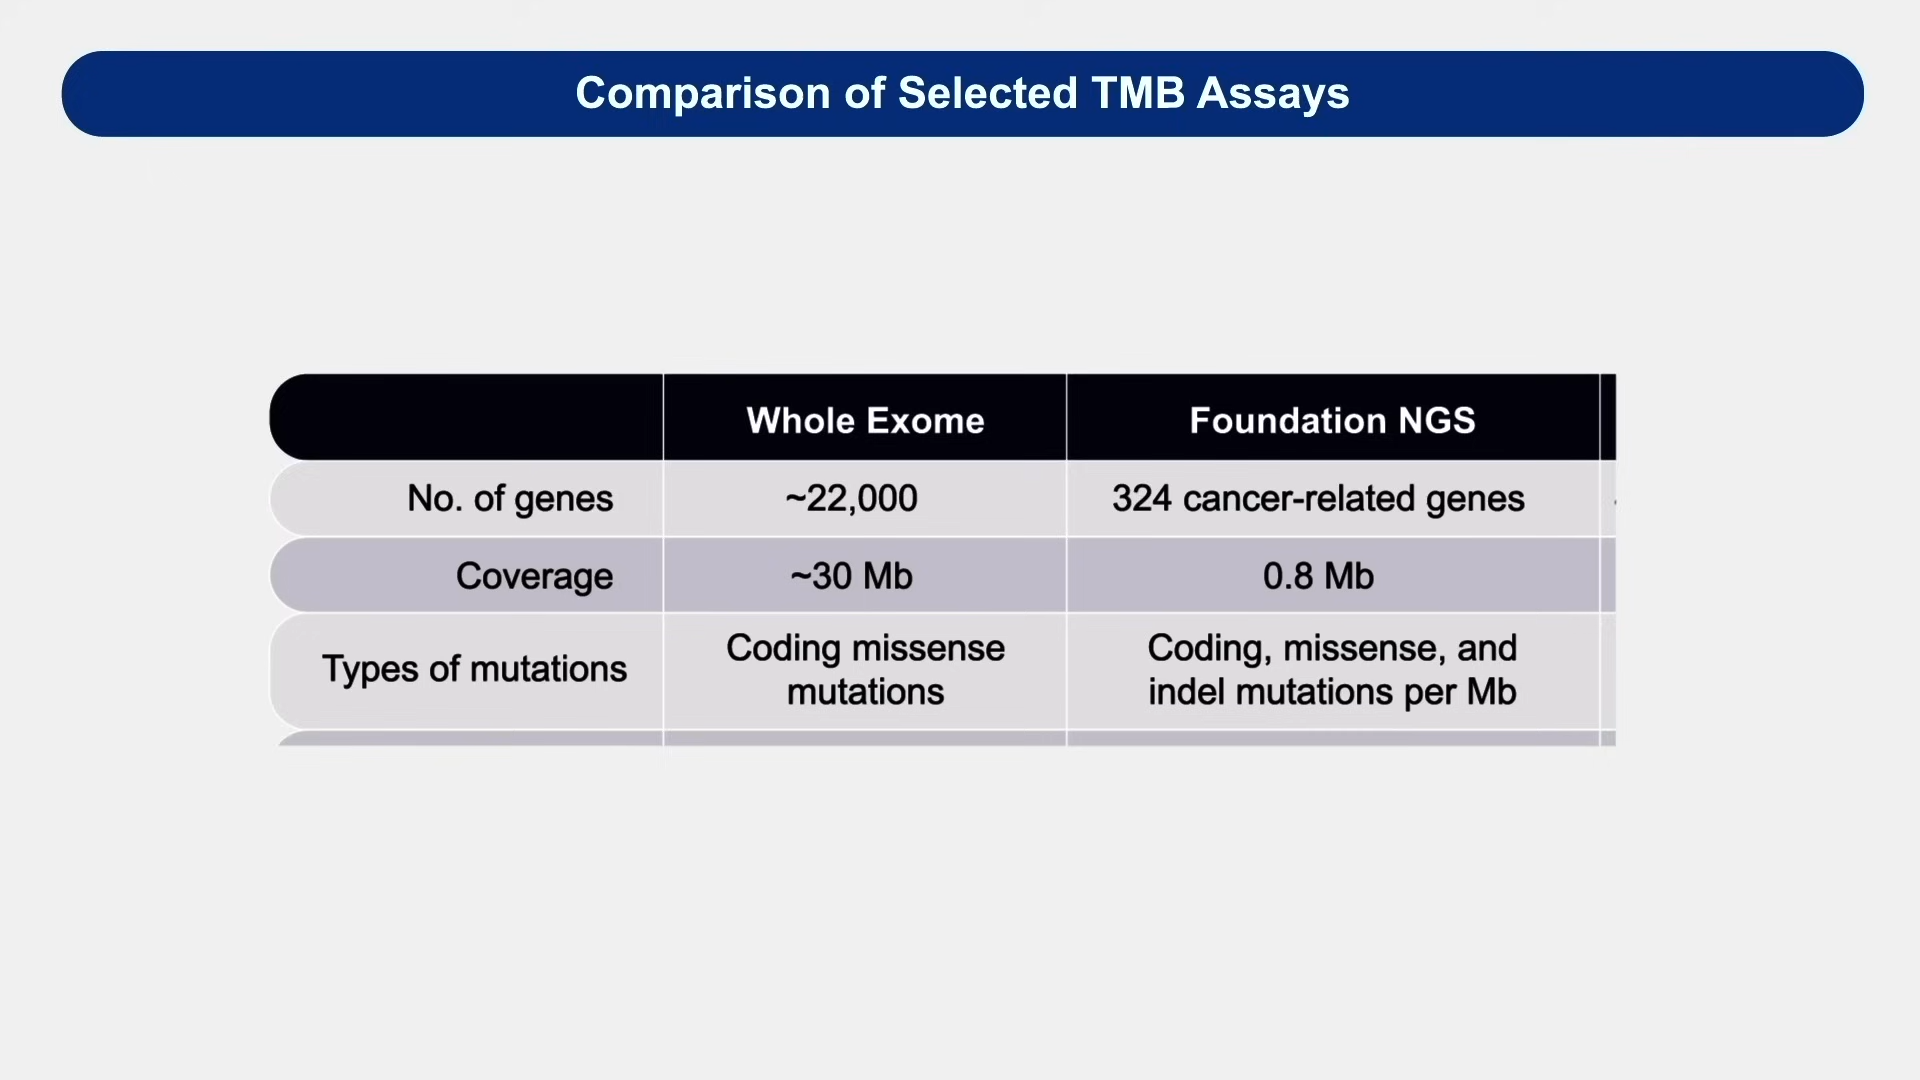 Comparison of Selected TMB Assays
Whole Exome Foundation NGS
No. of genes ~22,000 324 cancer-related genes
Coverage ~30 Mb 0.8 Mb
Types of mutations Coding missense mutations Coding, missense, and indel mutations per Mb